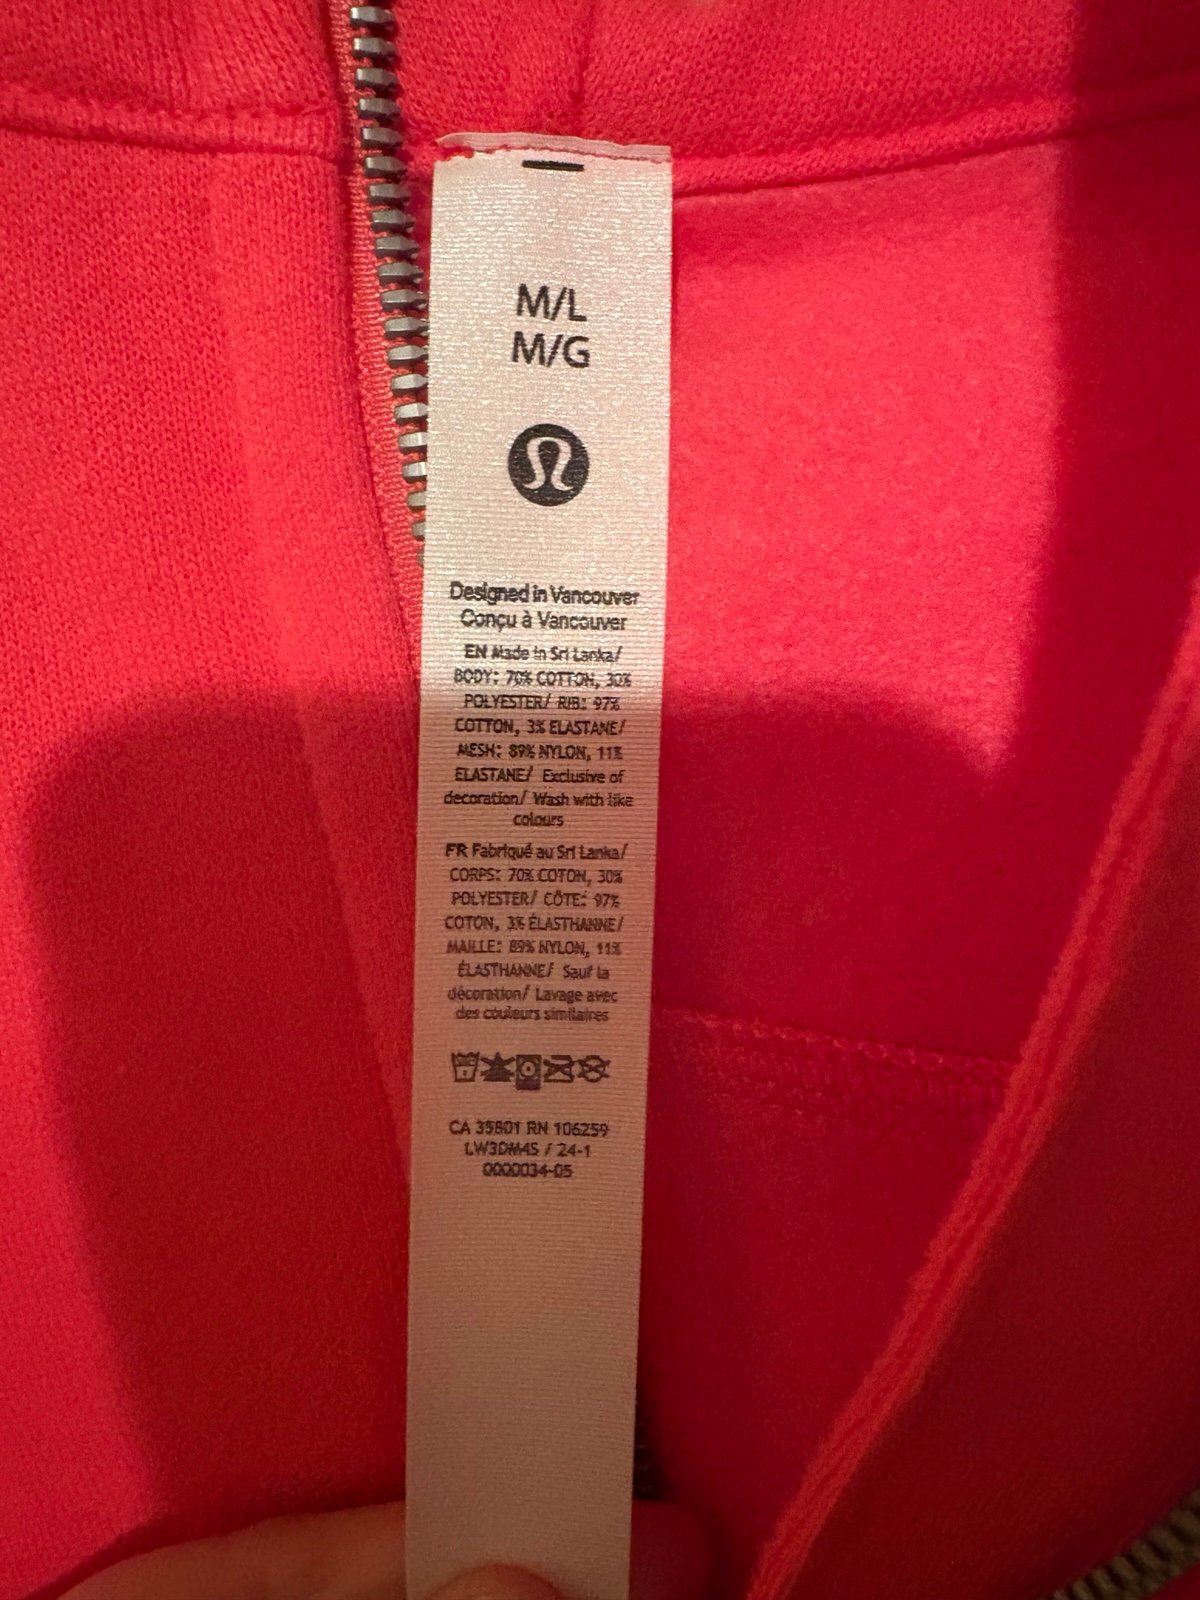 M/L
M/G
Designed in Vancouver
Conçu à Vancouver
EN Made in Sri Lanka/
BODY: 70% COTTON, 30%
POLYESTER/ RIB: 97%
COTTON, 3% ELASTANE/
MESH: 89% NYLON, 11%
ELASTANE/ Exclusive of
decoration/ Wash with like
colours
FR Fabriqué au Sri Lanka/
CORPS: 70% COTON, 30%
POLYESTER/ CÔTE: 97%
COTON, 3% ÉLASTHANNE/
MAILLE: 89% NYLON, 11%
ÉLASTHANNE/ Sauf la
décoration/ Lavage avec
des couleurs similaires
CA 35801 RN 106259
LW3DM4S / 24-1
0000034-05